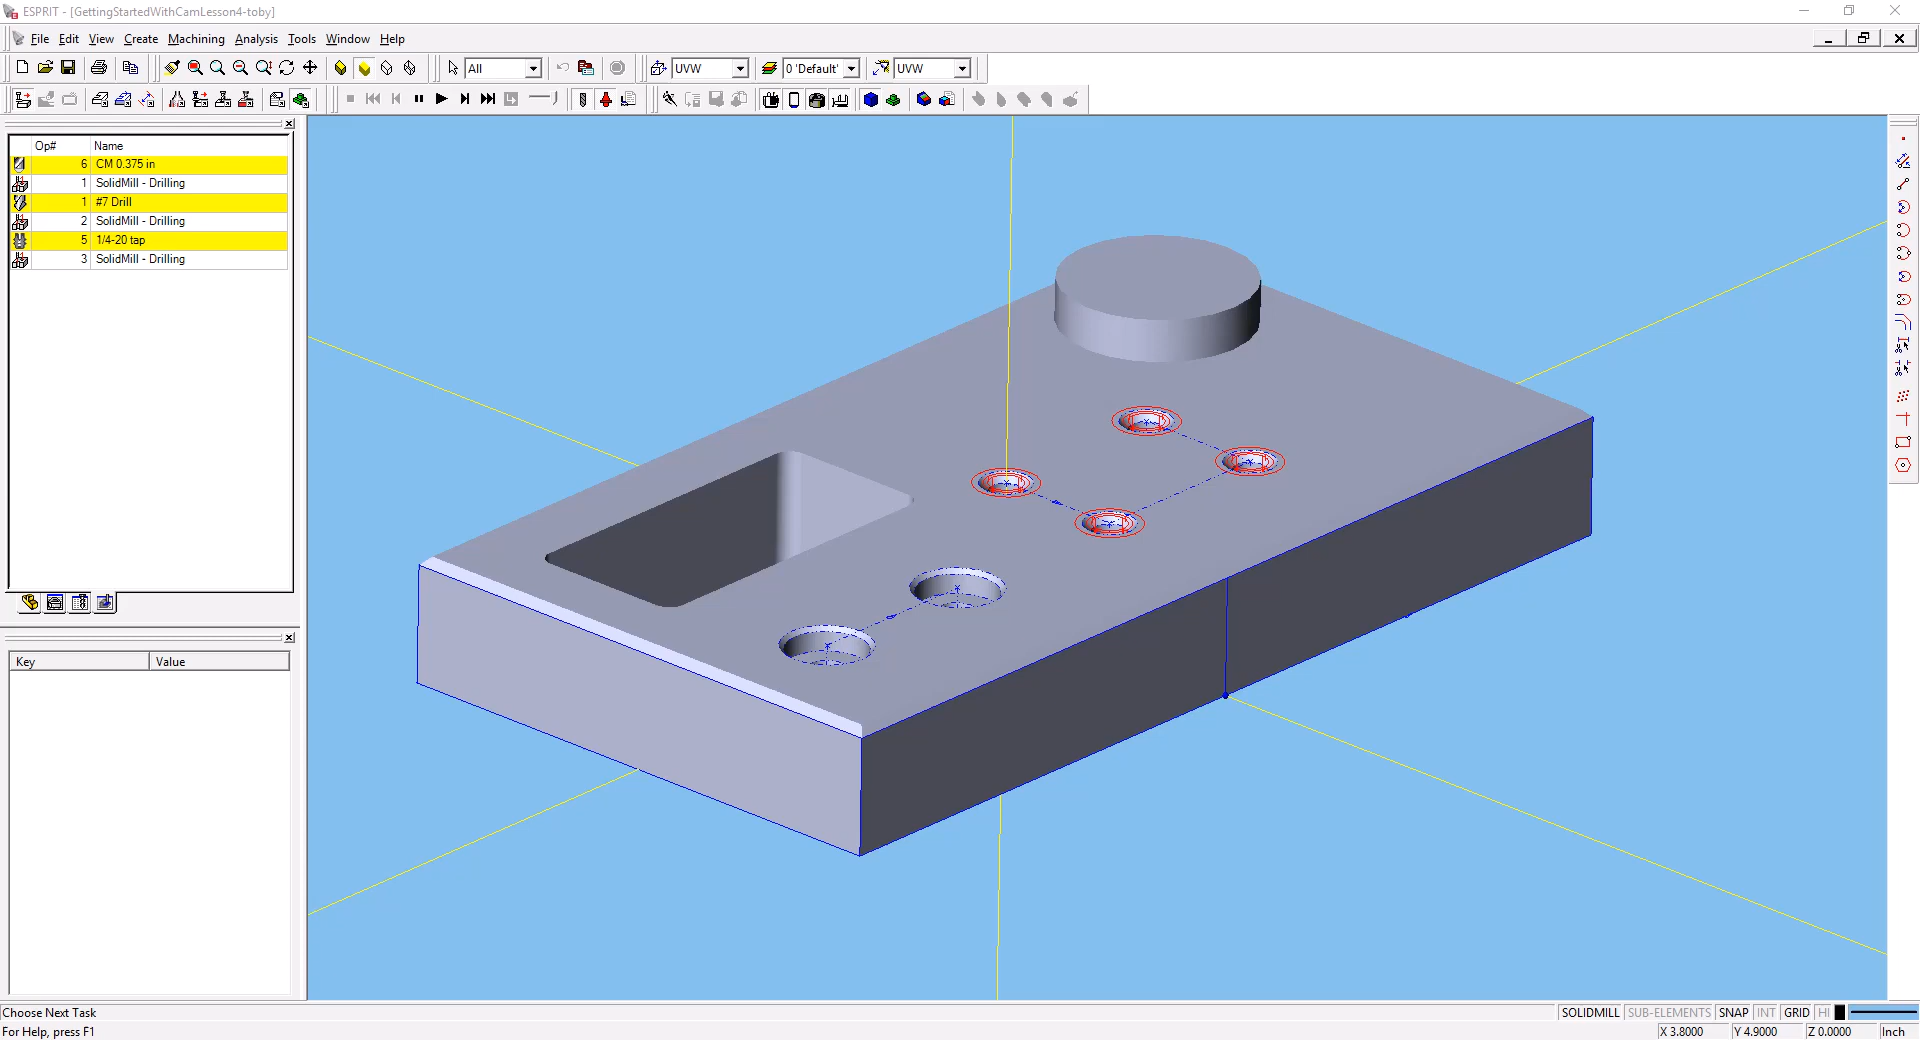 ESPRIT - [GettingStartedWithCamLesson4-toby]
File Edit View Create Machining Analysis Tools Window Help
All UVW 0 'Default' UVW
Op# Name
6 CM 0.375 in
1 SolidMill - Drilling
1 #7 Drill
2 SolidMill - Drilling
5 1/4-20 tap
3 SolidMill - Drilling
Key Value
Choose Next Task SOLIDMILL SUB-ELEMENTS SNAP INT GRID HI
For Help, press F1 X 3.8000 Y 4.9000 Z 0.0000 Inch